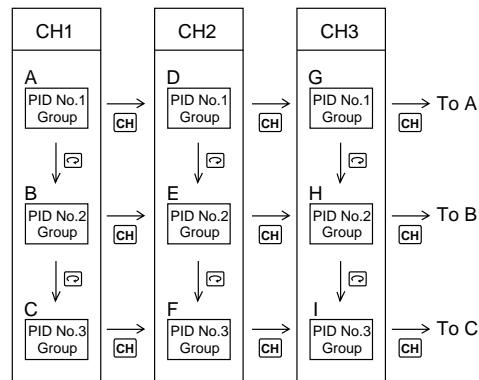 CH1 CH2 CH3
A D G
PID No.1 PID No.1 PID No.1 To A
Group Group Group
CH CH CH
B E H
PID No.2 PID No.2 PID No.2 To B
Group Group Group
CH CH CH
C F I
PID No.3 PID No.3 PID No.3 To C
Group Group Group
CH CH CH